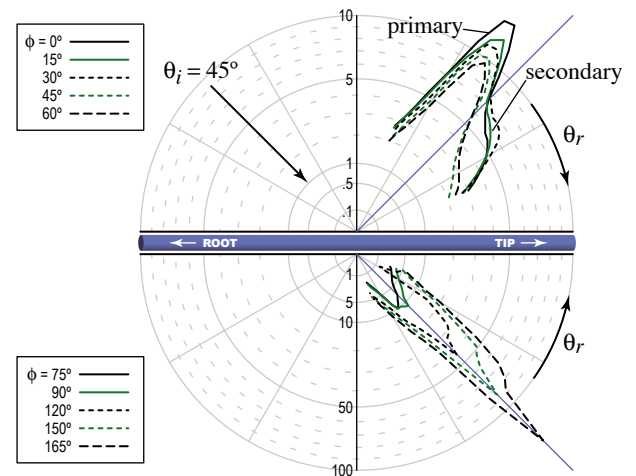 ϕ = 0º
15º
30º
45º
60º
θi = 45º
10
5
1
.5
.1
primary
secondary
θr
ROOT
TIP
1
5
10
50
100
θr
ϕ = 75º
90º
120º
150º
165º